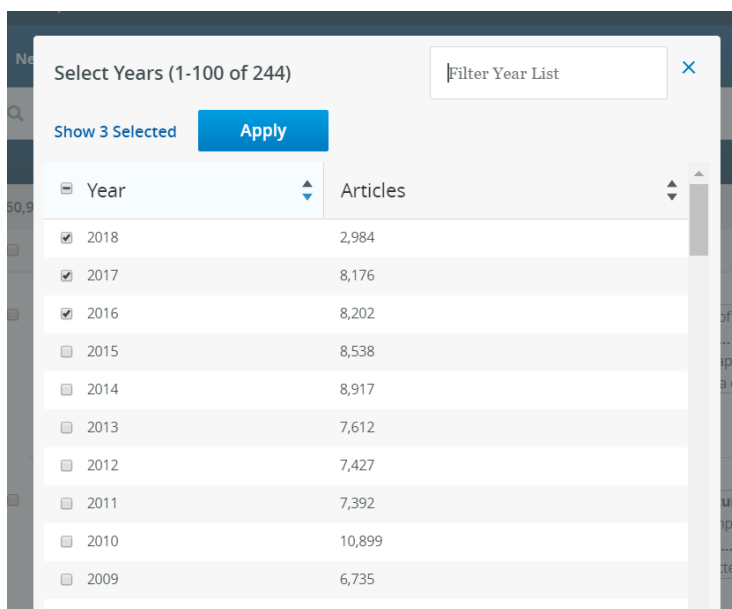 Ne
Select Years (1-100 of 244)
Filter Year List
Show 3 Selected
Apply
Year Articles
2018 2,984
2017 8,176
2016 8,202
2015 8,538
2014 8,917
2013 7,612
2012 7,427
2011 7,392
2010 10,899
2009 6,735